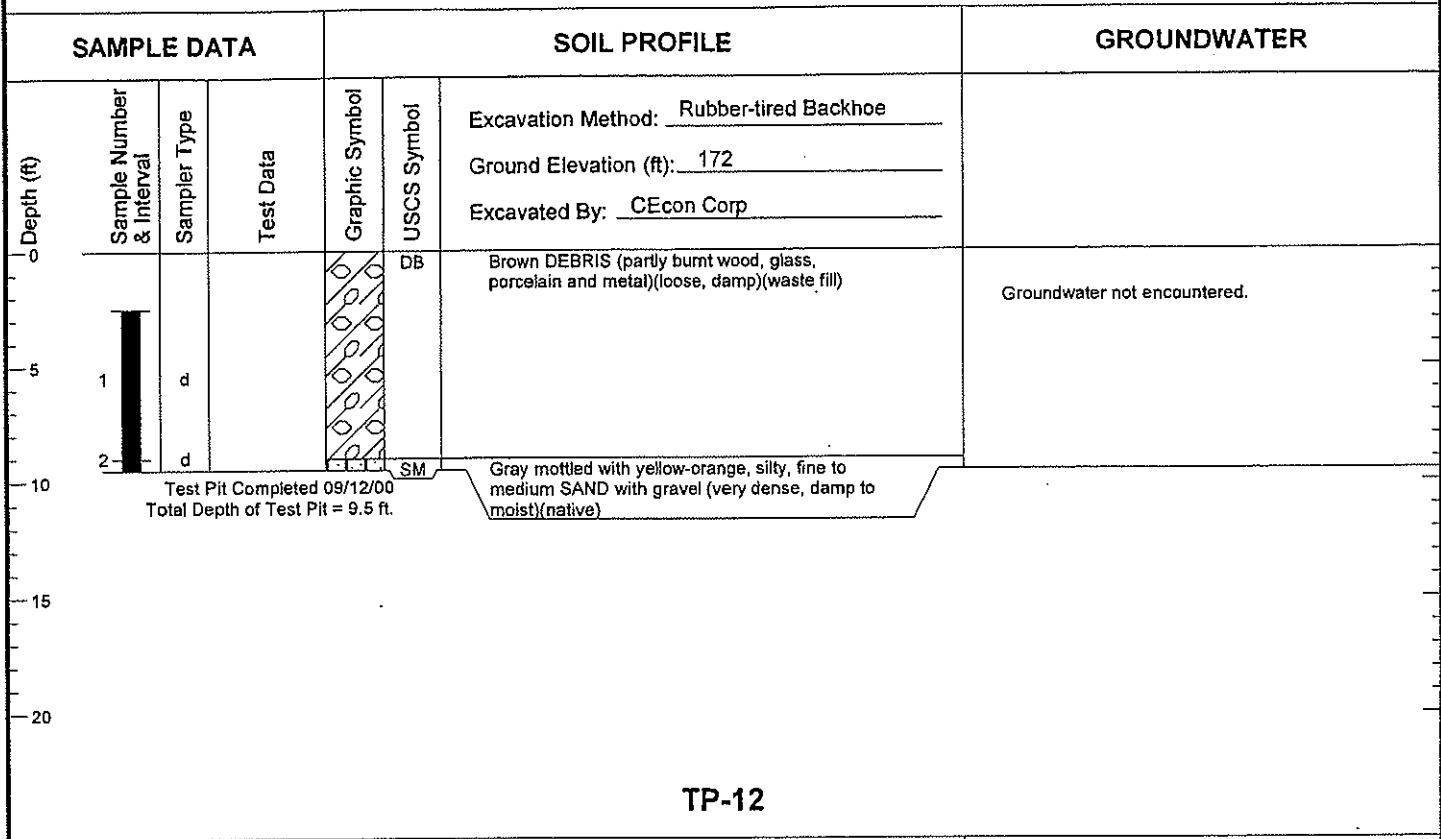 SAMPLE DATA
SOIL PROFILE
GROUNDWATER
Depth (ft)
Sample Number
& Interval
Sampler Type
Test Data
Graphic Symbol
USCS Symbol
Excavation Method: Rubber-tired Backhoe
Ground Elevation (ft): 172
Excavated By: CEcon Corp
0
DB
Brown DEBRIS (partly burnt wood, glass,
porcelain and metal)(loose, damp)(waste fill)
Groundwater not encountered.
5
1
d
2
d
SM
Gray mottled with yellow-orange, silty, fine to
medium SAND with gravel (very dense, damp to
moist)(native)
10
Test Pit Completed 09/12/00
Total Depth of Test Pit = 9.5 ft.
15
20
TP-12